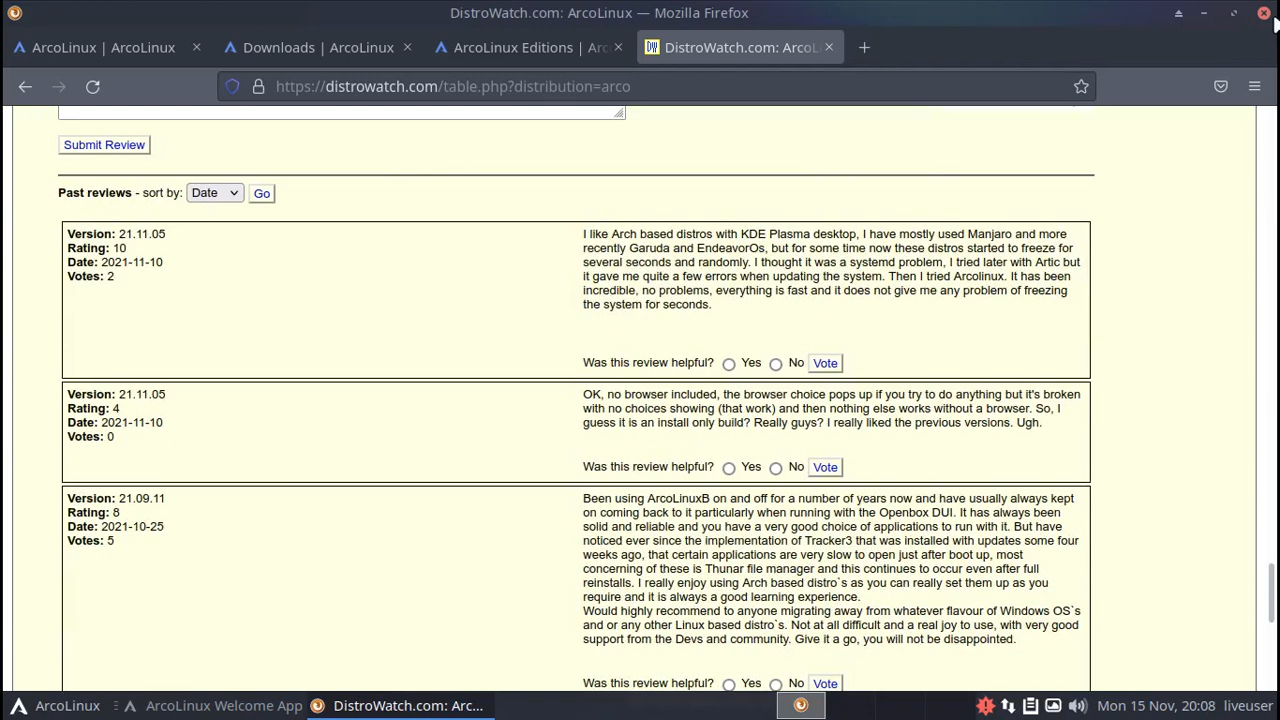 DistroWatch.com: ArcoLinux — Mozilla Firefox
ArcoLinux | ArcoLinux
Downloads | ArcoLinux
ArcoLinux Editions | Arc
DW DistroWatch.com: ArcoL
https://distrowatch.com/table.php?distribution=arco
Submit Review
Past reviews - sort by: Date Go
Version: 21.11.05
Rating: 10
Date: 2021-11-10
Votes: 2
I like Arch based distros with KDE Plasma desktop, I have mostly used Manjaro and more
recently Garuda and EndeavorOs, but for some time now these distros started to freeze for
several seconds and randomly. I thought it was a systemd problem, I tried later with Artic but
it gave me quite a few errors when updating the system. Then I tried Arcolinux. It has been
incredible, no problems, everything is fast and it does not give me any problem of freezing
the system for seconds.
Was this review helpful? Yes No Vote
Version: 21.11.05
Rating: 4
Date: 2021-11-10
Votes: 0
OK, no browser included, the browser choice pops up if you try to do anything but it's broken
with no choices showing (that work) and then nothing else works without a browser. So, I
guess it is an install only build? Really guys? I really liked the previous versions. Ugh.
Was this review helpful? Yes No Vote
Version: 21.09.11
Rating: 8
Date: 2021-10-25
Votes: 5
Been using ArcoLinuxB on and off for a number of years now and have usually always kept
on coming back to it particularly when running with the Openbox DUI. It has always been
solid and reliable and you have a very good choice of applications to run with it. But have
noticed ever since the implementation of Tracker3 that was installed with updates some four
weeks ago, that certain applications are very slow to open just after boot up, most
concerning of these is Thunar file manager and this continues to occur even after full
reinstalls. I really enjoy using Arch based distro`s as you can really set them up as you
require and it is always a good learning experience.
Would highly recommend to anyone migrating away from whatever flavour of Windows OS`s
and or any other Linux based distro`s. Not at all difficult and a real joy to use, with very good
support from the Devs and community. Give it a go, you will not be disappointed.
Was this review helpful? Yes No Vote
ArcoLinux
ArcoLinux Welcome App
DistroWatch.com: Arc...
Mon 15 Nov, 20:08 liveuser